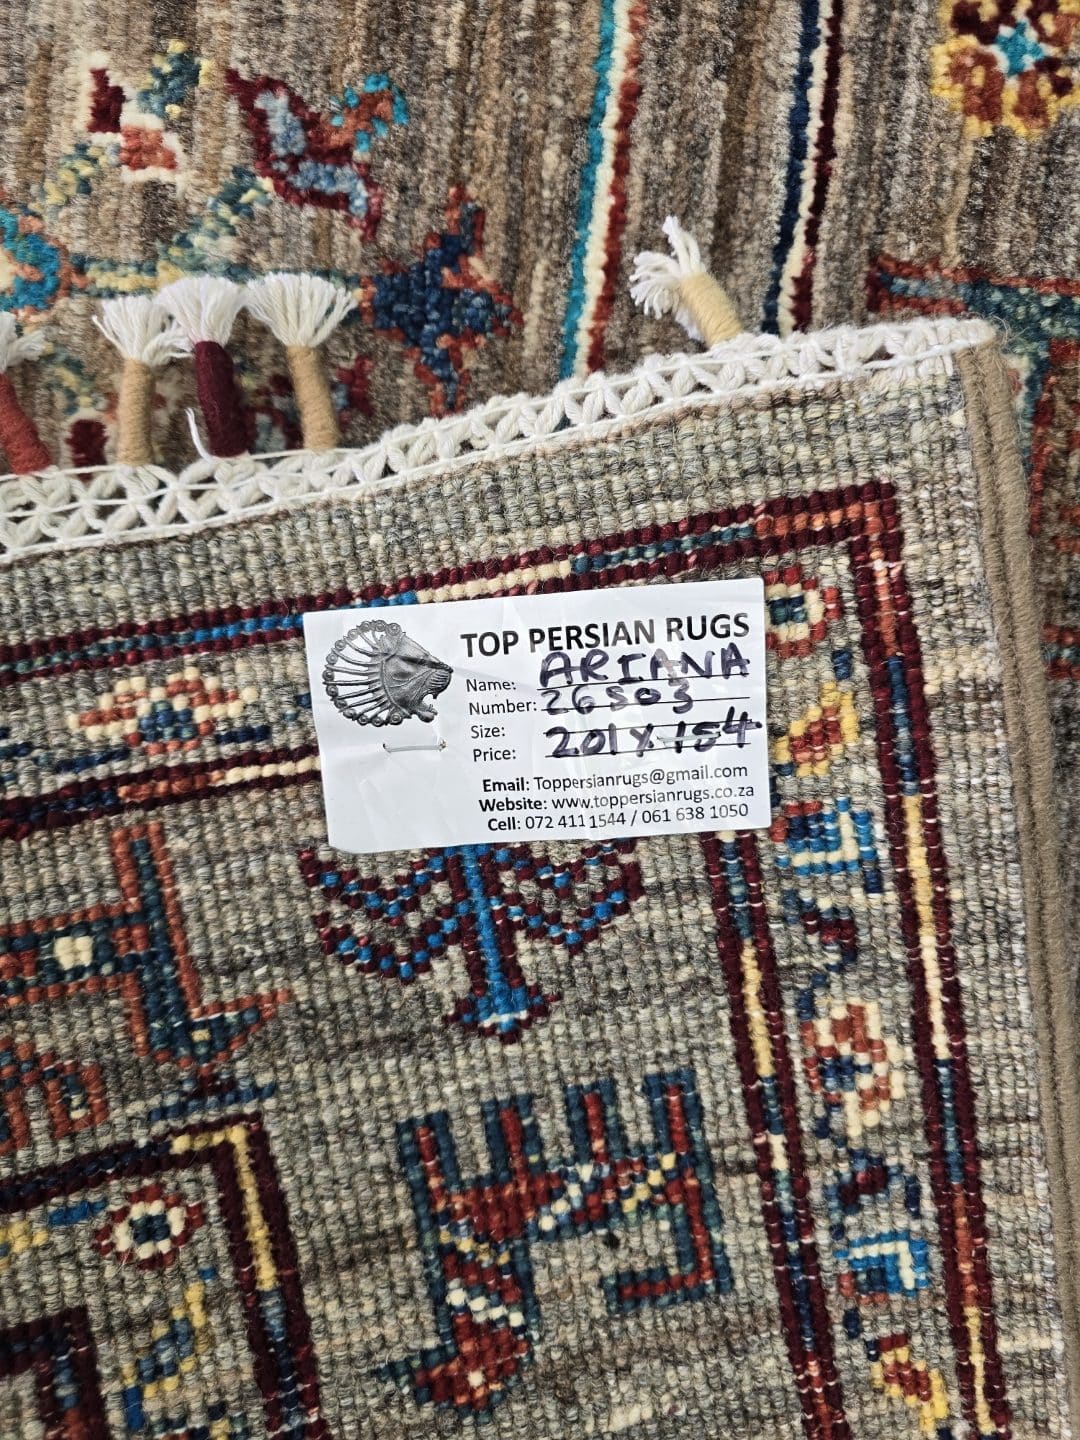 TOP PERSIAN RUGS
Name: ARIANA
Number: 26503
Size: 201 X 154
Price:
Email: Toppersianrugs@gmail.com
Website: www.toppersianrugs.co.za
Cell: 072 411 1544 / 061 638 1050